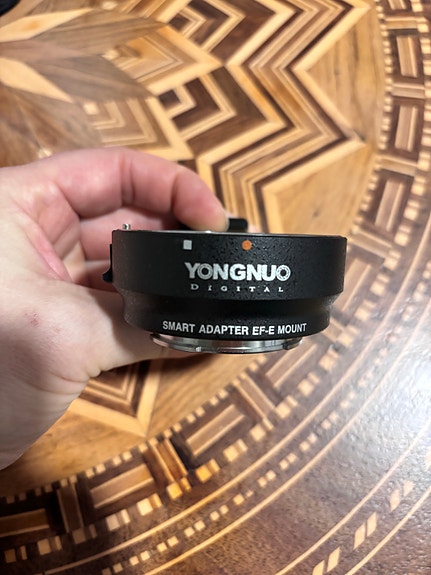 YONGNUO
DIGITAL
SMART ADAPTER EF-E MOUNT